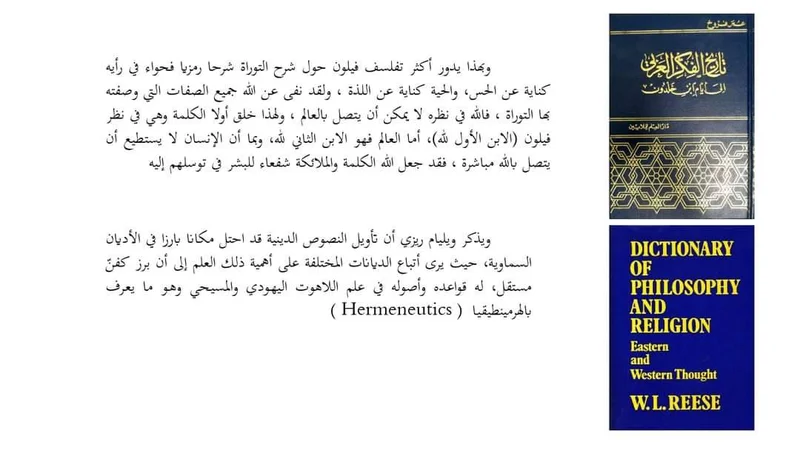 وبهذا يدور أكثر تفلسف فيلون حول شرح التوراة شرحا رمزيا فحواء في رأيه
كناية عن الحس، والحية كناية عن اللذة ، ولقد نفى عن الله جميع الصفات التي وصفته
بها التوراة ، فالله في نظره لا يمكن أن يتصل بالعالم ، ولهذا خلق أولا الكلمة وهي في نظر
فيلون (الابن الأول لله)، أما العالم فهو الابن الثاني لله، وبما أن الإنسان لا يستطيع أن
يتصل بالله مباشرة ، فقد جعل الله الكلمة والملائكة شفعاء للبشر في توسلهم إليه
ويذكر ويليام ريزي أن تأويل النصوص الدينية قد احتل مكانا بارزا في الأديان
السماوية، حيث يرى أتباع الديانات المختلفة على أهمية ذلك العلم إلى أن برز كفنّ
مستقل، له قواعده وأصوله في علم اللاهوت اليهودي والمسيحي وهو ما يعرف
بالهرمينطيقيا ( Hermeneutics )
عمر فروخ
تاريخ الفكر العربي
إلى أيام ابن خلدون
دار العلم للملايين
DICTIONARY
OF
PHILOSOPHY
AND
RELIGION
Eastern
and
Western Thought
W.L. REESE